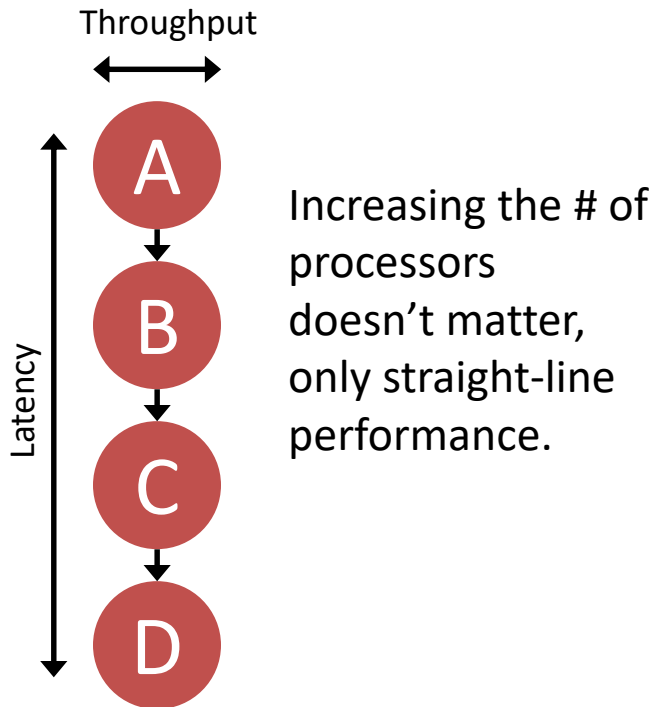 Throughput
A
B
C
D
Latency
Increasing the # of
processors
doesn’t matter,
only straight-line
performance.